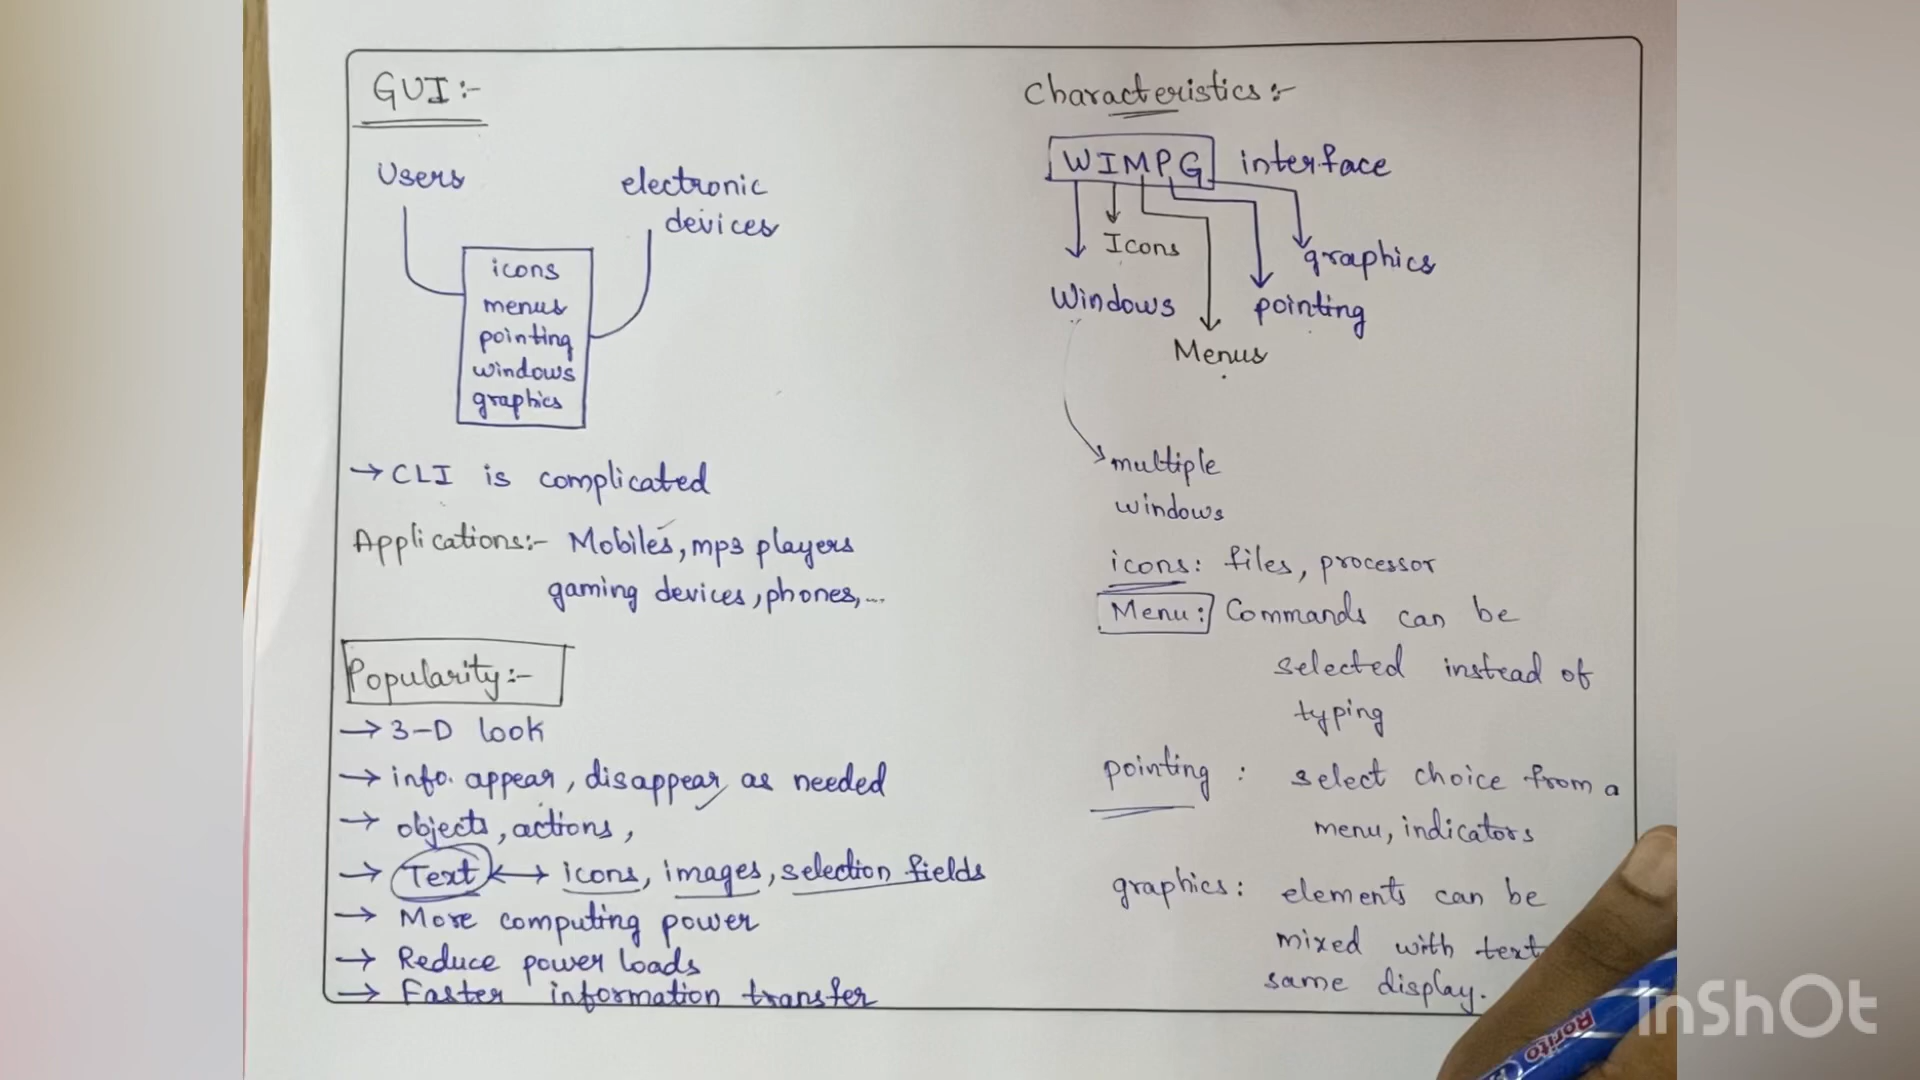 GUI:-
Users
electronic
devices
icons
menus
pointing
windows
graphics
→ CLI is complicated
Applications:- Mobiles, mp3 players
gaming devices, phones, ...
Popularity:-
→ 3-D look
→ info. appear, disappear as needed
→ objects, actions,
→ Text ↔ icons, images, selection fields
→ More computing power
→ Reduce power loads
→ Faster information transfer
Characteristics:-
WIMPG interface
Icons
graphics
Windows
pointing
Menus
multiple
windows
icons: files, processor
Menu: Commands can be
selected instead of
typing
pointing : select choice from a
menu, indicators
graphics: elements can be
mixed with text
same display.
Rorito
InShOt